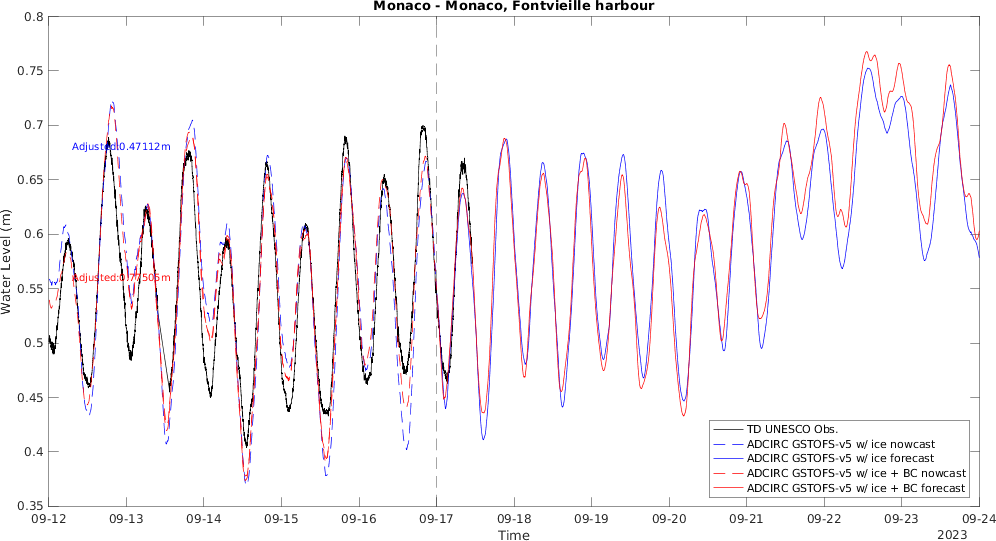 Monaco - Monaco, Fontvieille harbour
Water Level (m)
0.8
0.75
0.7
0.65
0.6
0.55
0.5
0.45
0.4
0.35
Adjusted:0.47112m
Adjusted:0.77505m
TD UNESCO Obs.
ADCIRC GSTOFS-v5 w/ ice nowcast
ADCIRC GSTOFS-v5 w/ ice forecast
ADCIRC GSTOFS-v5 w/ ice + BC nowcast
ADCIRC GSTOFS-v5 w/ ice + BC forecast
09-12 09-13 09-14 09-15 09-16 09-17 09-18 09-19 09-20 09-21 09-22 09-23 09-24
Time
2023